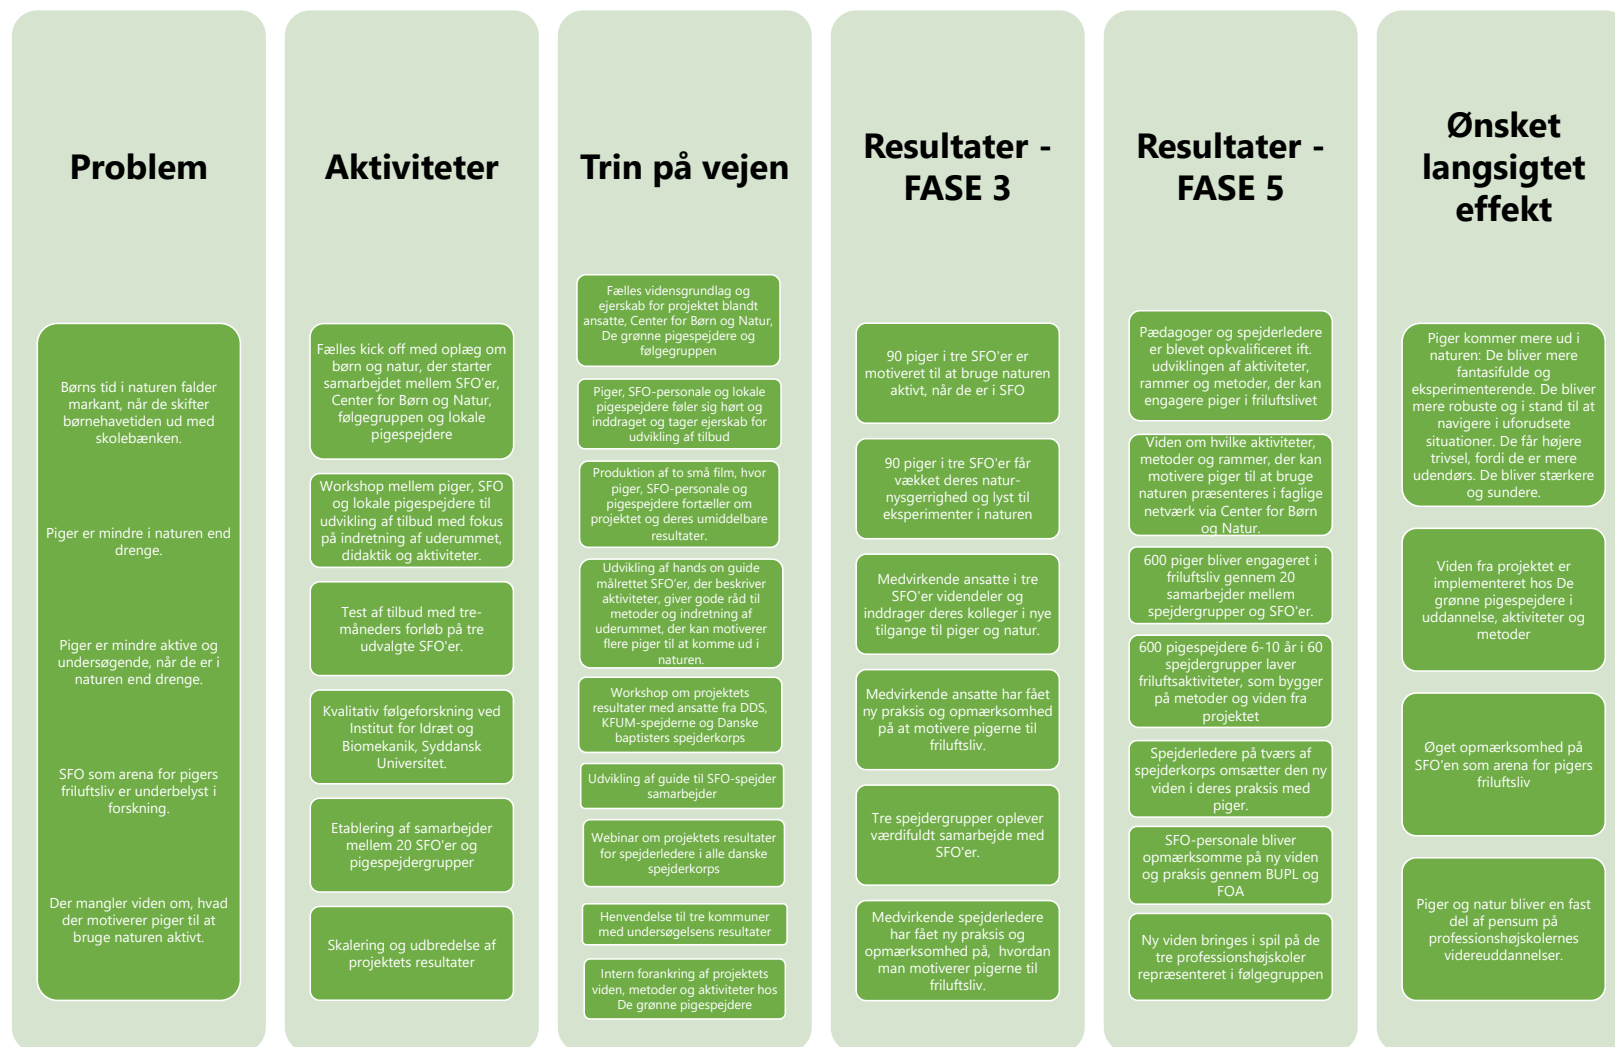 Problem
Børns tid i naturen falder
markant, når de skifter
børnehavetiden ud med
skolebænken.
Piger er mindre i naturen end
drenge.
Piger er mindre aktive og
undersøgende, når de er i
naturen end drenge.
SFO som arena for pigers
friluftsliv er underbelyst i
forskning.
Der mangler viden om, hvad
der motiverer piger til at
bruge naturen aktivt.
Aktiviteter
Fælles kick off med oplæg om
børn og natur, der starter
samarbejdet mellem SFO'er,
Center for Børn og Natur,
følgegruppen og lokale
pigespejdere
Workshop mellem piger, SFO
og lokale pigespejdere til
udvikling af tilbud med fokus
på indretning af uderummet,
didaktik og aktiviteter.
Test af tilbud med tre-
måneders forløb på tre
udvalgte SFO'er.
Kvalitativ følgeforskning ved
Institut for Idræt og
Biomekanik, Syddansk
Universitet.
Etablering af samarbejder
mellem 20 SFO'er og
pigespejdergrupper
Skalering og udbredelse af
projektets resultater
Trin på vejen
Fælles vidensgrundlag og
ejerskab for projektet blandt
ansatte, Center for Børn og Natur,
De grønne pigespejdere og
følgegruppen
Piger, SFO-personale og lokale
pigespejdere føler sig hørt og
inddraget og tager ejerskab for
udvikling af tilbud
Produktion af to små film, hvor
piger, SFO-personale og
pigespejdere fortæller om
projektet og deres umiddelbare
resultater.
Udvikling af hands on guide
målrettet SFO'er, der beskriver
aktiviteter, giver gode råd til
metoder og indretning af
uderummet, der kan motiverer
flere piger til at komme ud i
naturen.
Workshop om projektets
resultater med ansatte fra DDS,
KFUM-spejderne og Danske
baptisters spejderkorps
Udvikling af guide til SFO-spejder
samarbejder
Webinar om projektets resultater
for spejderledere i alle danske
spejderkorps
Henvendelse til tre kommuner
med undersøgelsens resultater
Intern forankring af projektets
viden, metoder og aktiviteter hos
De grønne pigespejdere
Resultater -
FASE 3
90 piger i tre SFO'er er
motiveret til at bruge naturen
aktivt, når de er i SFO
90 piger i tre SFO'er får
vækket deres natur-
nysgerrighed og lyst til
eksperimenter i naturen
Medvirkende ansatte i tre
SFO'er videndeler og
inddrager deres kolleger i nye
tilgange til piger og natur.
Medvirkende ansatte har fået
ny praksis og opmærksomhed
på at motivere pigerne til
friluftsliv.
Tre spejdergrupper oplever
værdifuldt samarbejde med
SFO'er.
Medvirkende spejderledere
har fået ny praksis og
opmærksomhed på, hvordan
man motiverer pigerne til
friluftsliv.
Resultater -
FASE 5
Pædagoger og spejderledere
er blevet opkvalificeret ift.
udviklingen af aktiviteter,
rammer og metoder, der kan
engagere piger i friluftslivet
Viden om hvilke aktiviteter,
metoder og rammer, der kan
motivere piger til at bruge
naturen præsenteres i faglige
netværk via Center for Børn
og Natur.
600 piger bliver engageret i
friluftsliv gennem 20
samarbejder mellem
spejdergrupper og SFO'er.
600 pigespejdere 6-10 år i 60
spejdergrupper laver
friluftsaktiviteter, som bygger
på metoder og viden fra
projektet
Spejderledere på tværs af
spejderkorps omsætter den ny
viden i deres praksis med
piger.
SFO-personale bliver
opmærksomme på ny viden
og praksis gennem BUPL og
FOA
Ny viden bringes i spil på de
tre professionshøjskoler
repræsenteret i følgegruppen
Ønsket
langsigtet
effekt
Piger kommer mere ud i
naturen: De bliver mere
fantasifulde og
eksperimenterende. De bliver
mere robuste og i stand til at
navigere i uforudsete
situationer. De får højere
trivsel, fordi de er mere
udendørs. De bliver stærkere
og sundere.
Viden fra projektet er
implementeret hos De
grønne pigespejdere i
uddannelse, aktiviteter og
metoder
Øget opmærksomhed på
SFO'en som arena for pigers
friluftsliv
Piger og natur bliver en fast
del af pensum på
professionshøjskolernes
videreuddannelser.